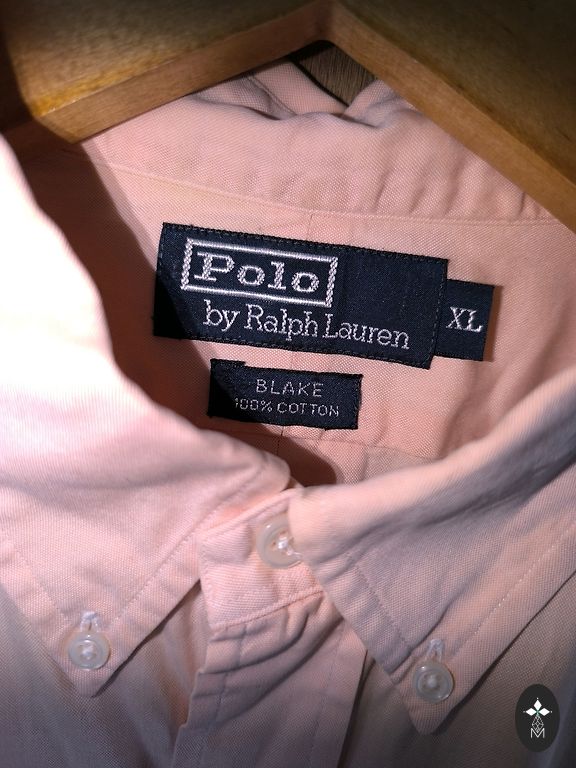 Polo
by Ralph Lauren
XL
BLAKE
100% COTTON